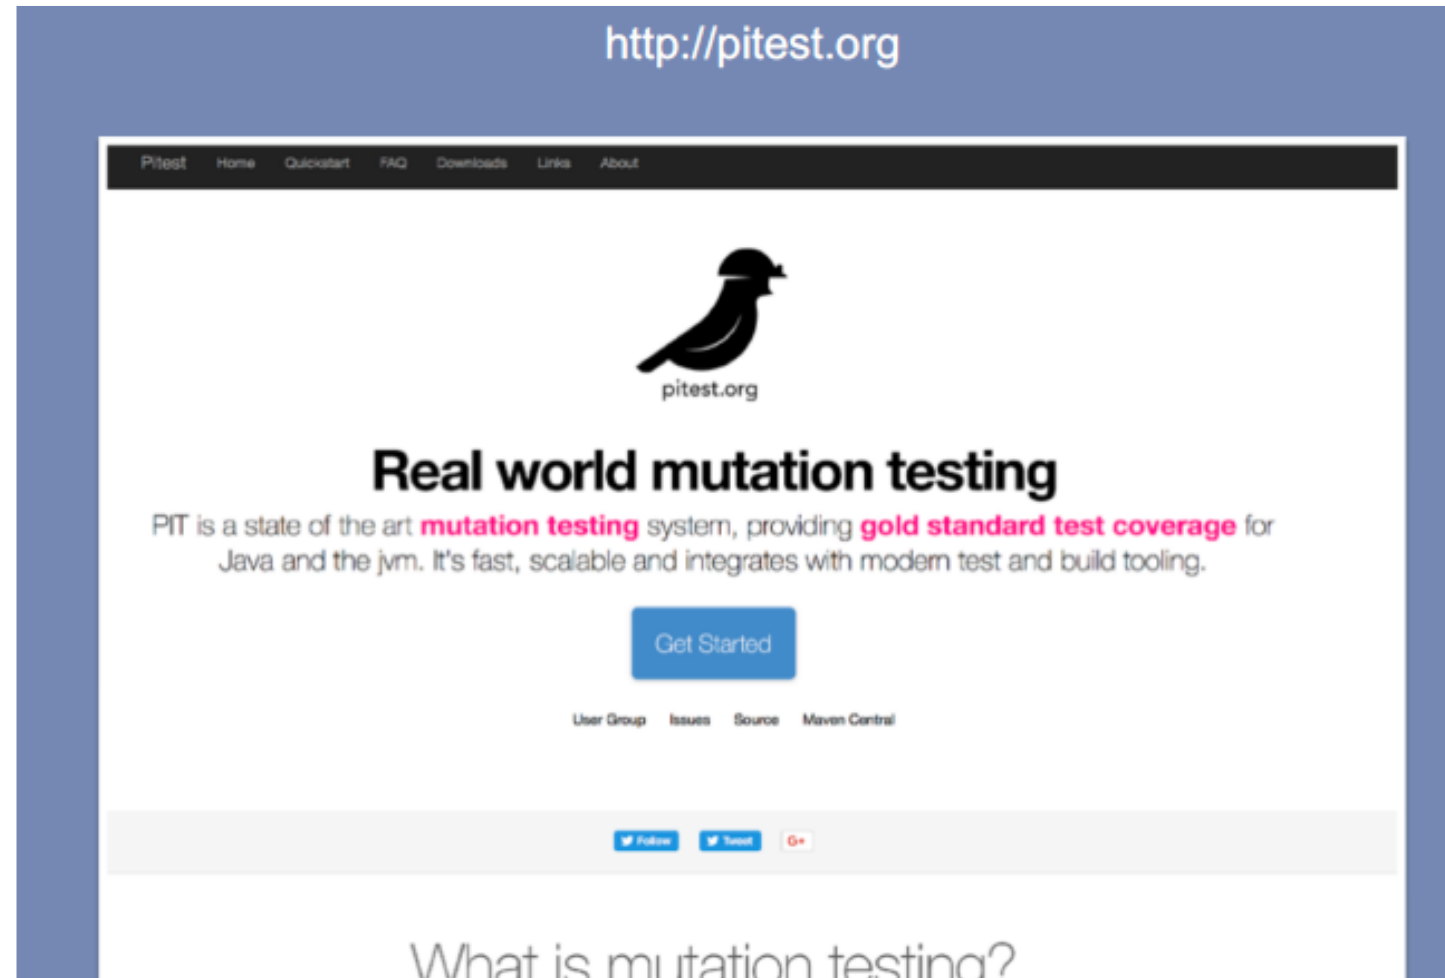 http://pitest.org
Pitest Home Quickstart FAQ Downloads Links About
pitest.org
Real world mutation testing
PIT is a state of the art mutation testing system, providing gold standard test coverage for
Java and the jvm. It's fast, scalable and integrates with modern test and build tooling.
Get Started
User Group Issues Source Maven Central
Follow Tweet G+
What is mutation testing?